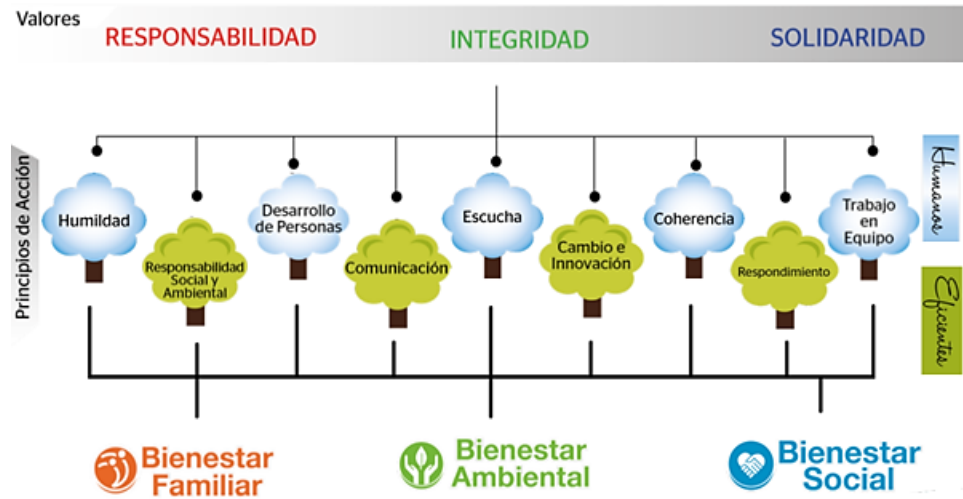 Valores
RESPONSABILIDAD
INTEGRIDAD
SOLIDARIDAD
Principios de Acción
Humildad
Responsabilidad
Social y
Ambiental
Desarrollo
de Personas
Comunicación
Escucha
Cambio e
Innovación
Coherencia
Respondimiento
Trabajo
en
Equipo
Humanos
Eficientes
Bienestar
Familiar
Bienestar
Ambiental
Bienestar
Social